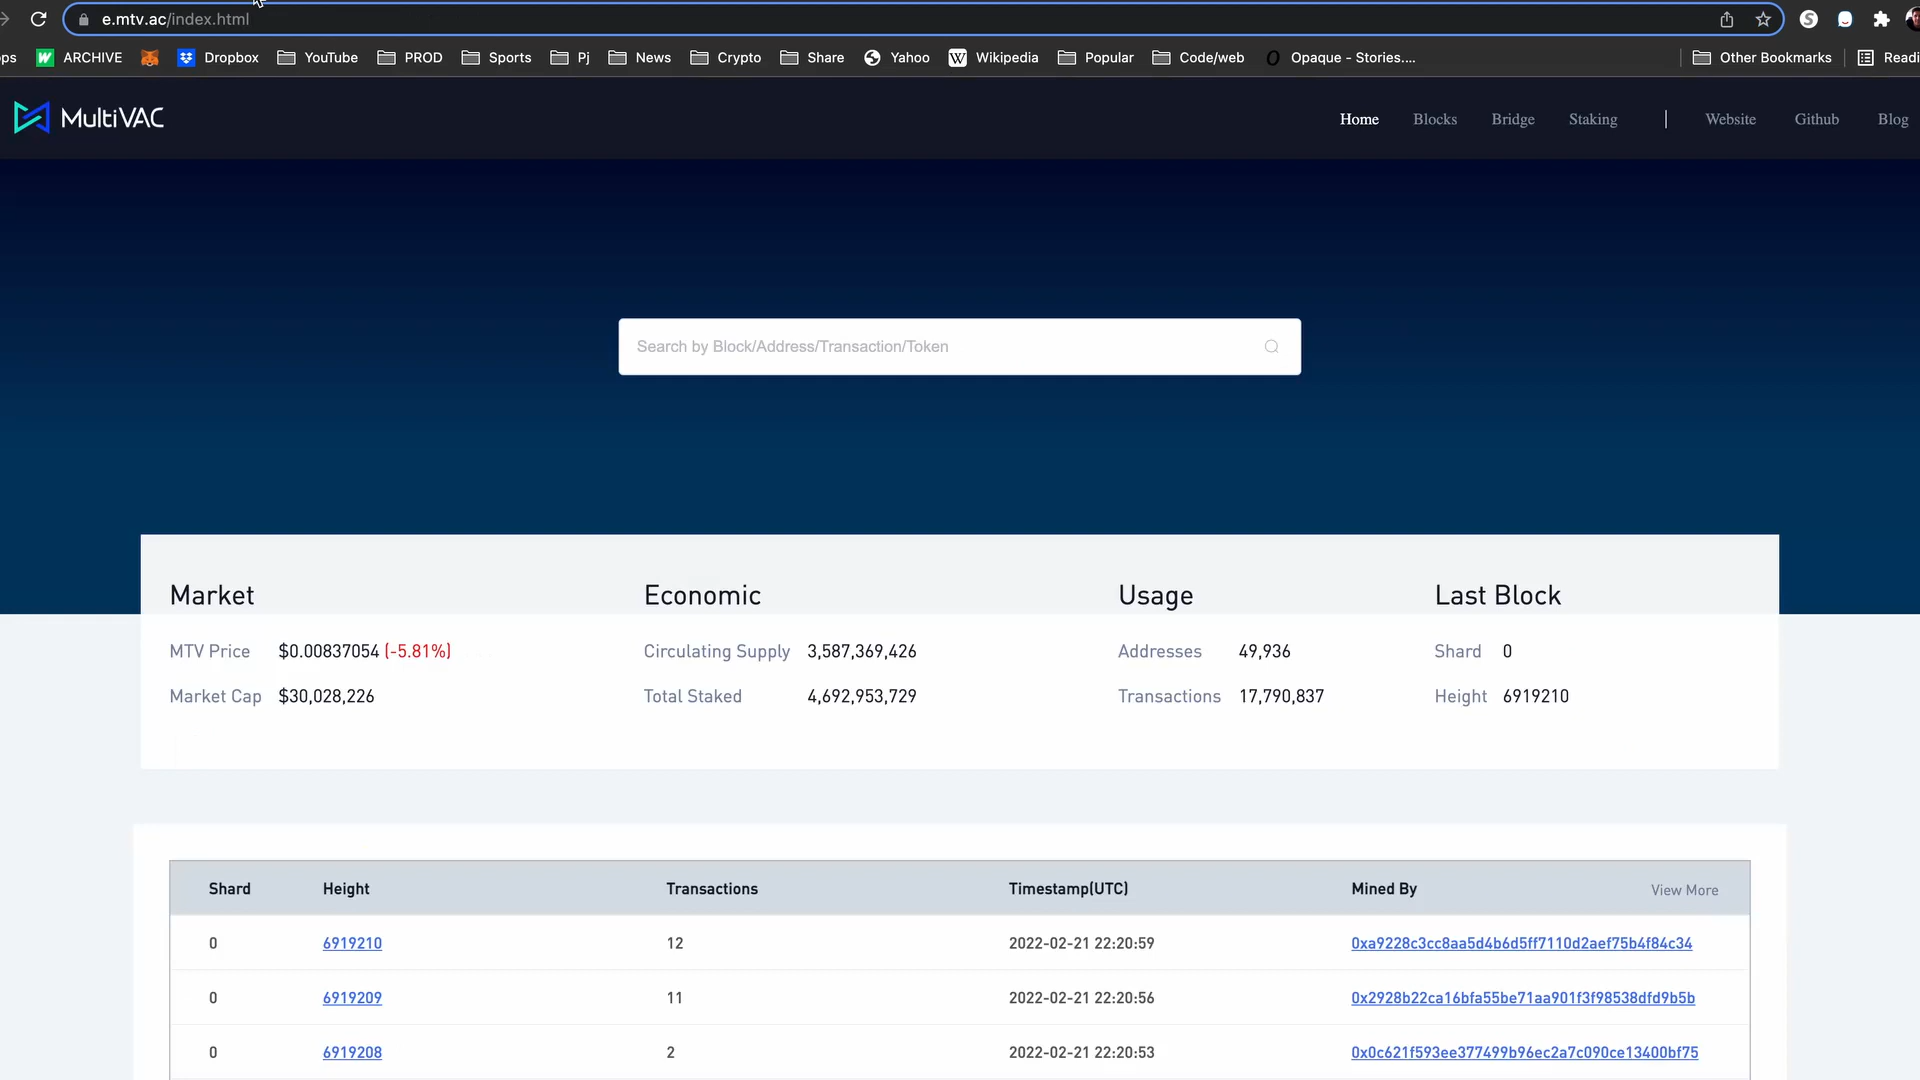 e.mtv.ac/index.html
ps ARCHIVE Dropbox YouTube PROD Sports Pj News Crypto Share Yahoo Wikipedia Popular Code/web Opaque - Stories.... Other Bookmarks Readi
MultiVAC Home Blocks Bridge Staking | Website Github Blog
Search by Block/Address/Transaction/Token
Market Economic Usage Last Block
MTV Price $0.00837054 (-5.81%) Circulating Supply 3,587,369,426 Addresses 49,936 Shard 0
Market Cap $30,028,226 Total Staked 4,692,953,729 Transactions 17,790,837 Height 6919210
Shard Height Transactions Timestamp(UTC) Mined By View More
0 6919210 12 2022-02-21 22:20:59 0xa9228c3cc8aa5d4b6d5ff7110d2aef75b4f84c34
0 6919209 11 2022-02-21 22:20:56 0x2928b22ca16bfa55be71aa901f3f98538dfd9b5b
0 6919208 2 2022-02-21 22:20:53 0x0c621f593ee377499b96ec2a7c090ce13400bf75